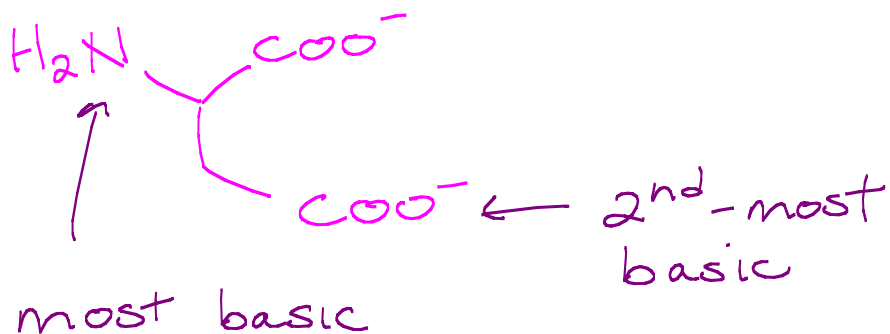 H₂N COO⁻
COO⁻ ← 2ⁿᵈ-most
basic
most basic